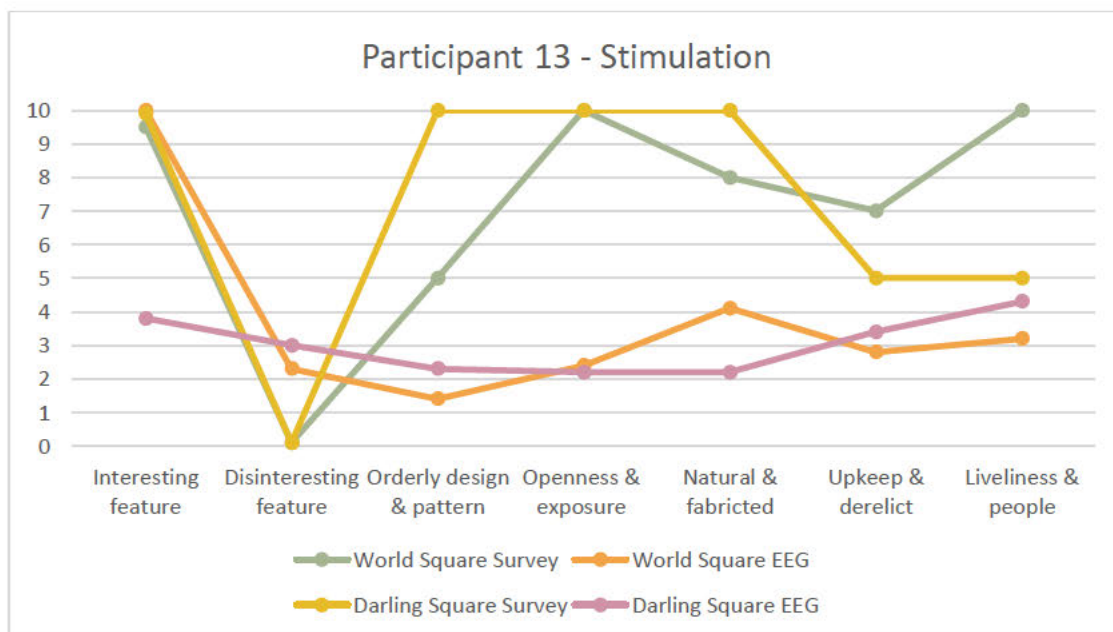 Participant 13 - Stimulation
10
9
8
7
6
5
4
3
2
1
0
Interesting feature
Disinteresting feature
Orderly design & pattern
Openness & exposure
Natural & fabricted
Upkeep & derelict
Liveliness & people
World Square Survey
World Square EEG
Darling Square Survey
Darling Square EEG